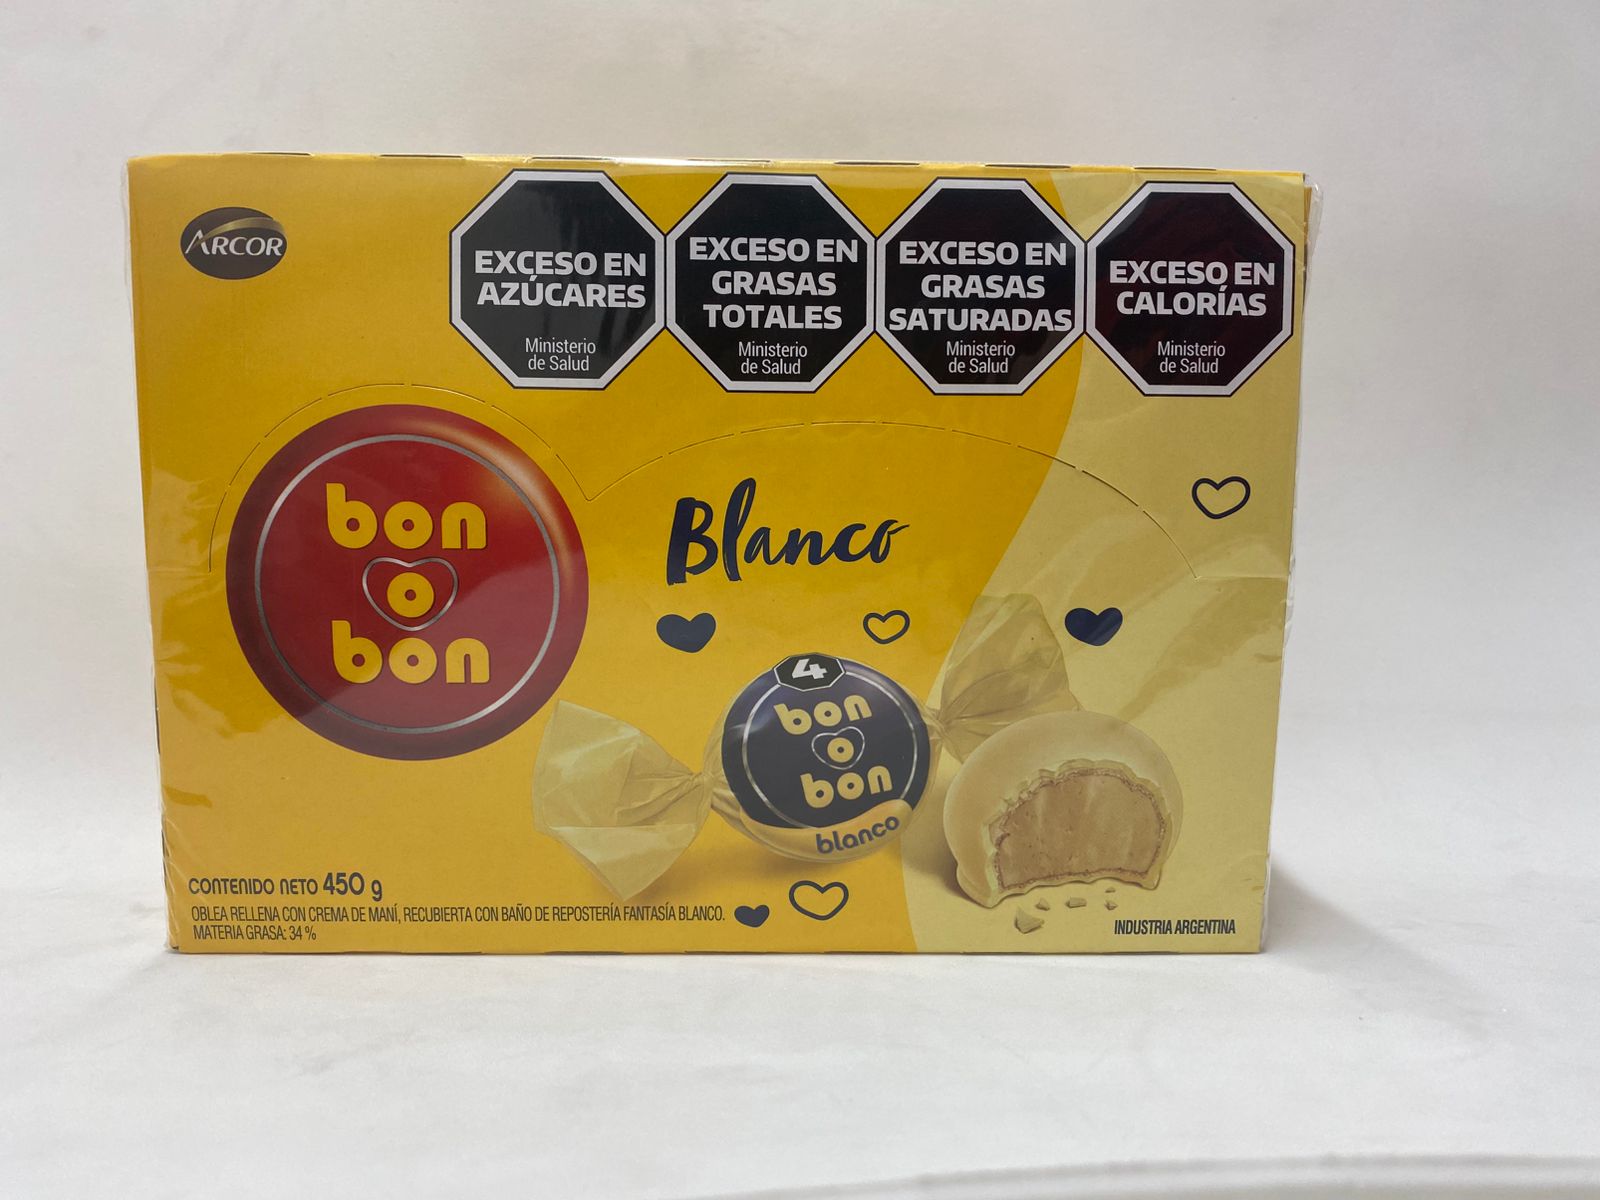 ARCOR
EXCESO EN
AZÚCARES
Ministerio
de Salud
EXCESO EN
GRASAS
TOTALES
Ministerio
de Salud
EXCESO EN
GRASAS
SATURADAS
Ministerio
de Salud
EXCESO EN
CALORÍAS
Ministerio
de Salud
bon
o
bon
Blanco
4
bon
o
bon
blanco
CONTENIDO NETO 450 g
OBLEA RELLENA CON CREMA DE MANÍ, RECUBIERTA CON BAÑO DE REPOSTERÍA FANTASÍA BLANCO.
MATERIA GRASA: 34 %
INDUSTRIA ARGENTINA